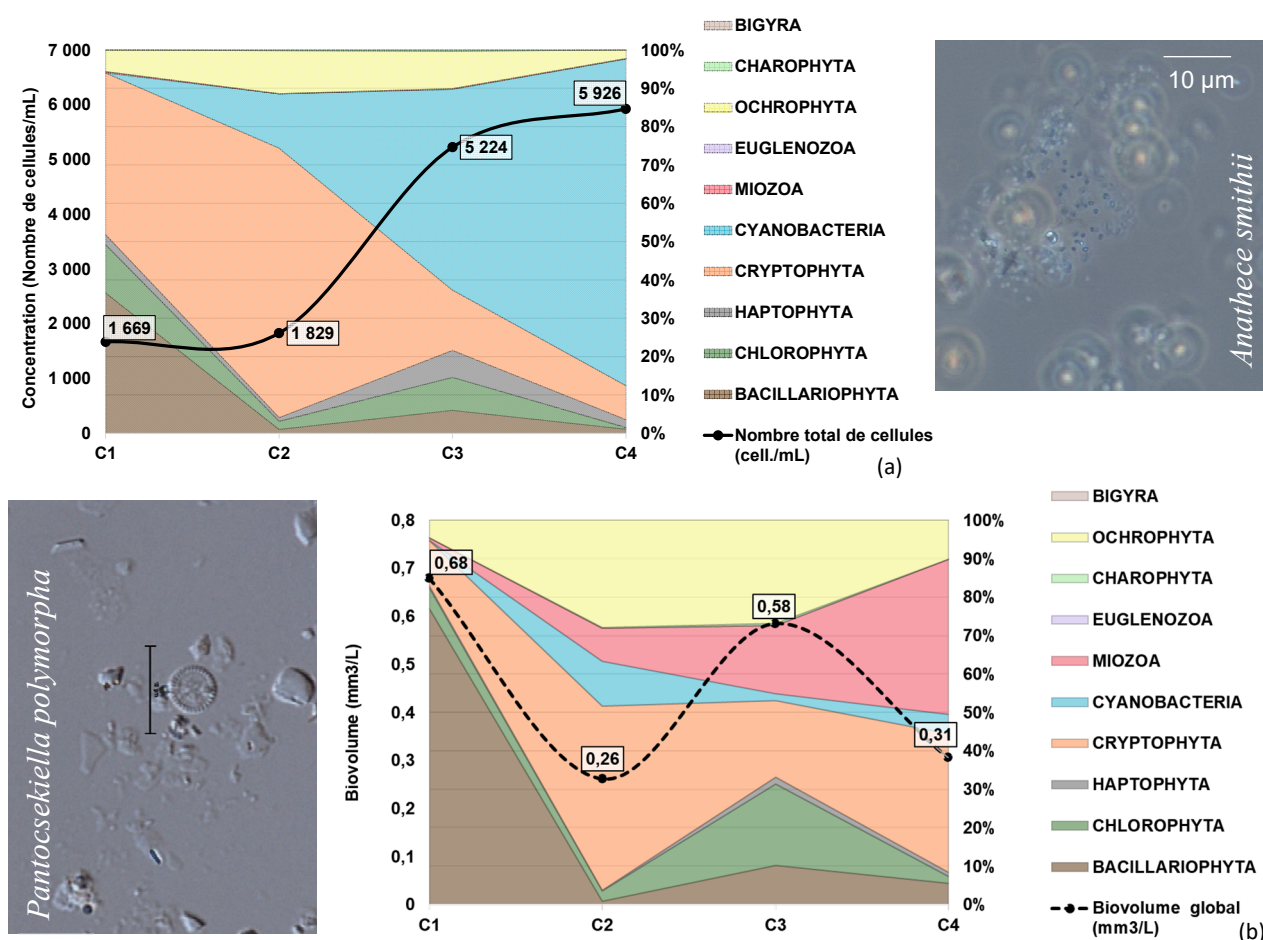 Concentration (Nombre de cellules/mL)
7 000
6 000
5 000
4 000
3 000
2 000
1 000
0
1 669
1 829
5 224
5 926
C1
C2
C3
C4
100%
90%
80%
70%
60%
50%
40%
30%
20%
10%
0%
BIGYRA
CHAROPHYTA
OCHROPHYTA
EUGLENOZOA
MIOZOA
CYANOBACTERIA
CRYPTOPHYTA
HAPTOPHYTA
CHLOROPHYTA
BACILLARIOPHYTA
Nombre total de cellules
(cell./mL)
(a)
10 µm
Anathece smithii
Pantocsekiella polymorpha
Biovolume (mm3/L)
0,8
0,7
0,6
0,5
0,4
0,3
0,2
0,1
0
0,68
0,26
0,58
0,31
C1
C2
C3
C4
100%
90%
80%
70%
60%
50%
40%
30%
20%
10%
0%
BIGYRA
OCHROPHYTA
CHAROPHYTA
EUGLENOZOA
MIOZOA
CYANOBACTERIA
CRYPTOPHYTA
HAPTOPHYTA
CHLOROPHYTA
BACILLARIOPHYTA
Biovolume global
(mm3/L)
(b)